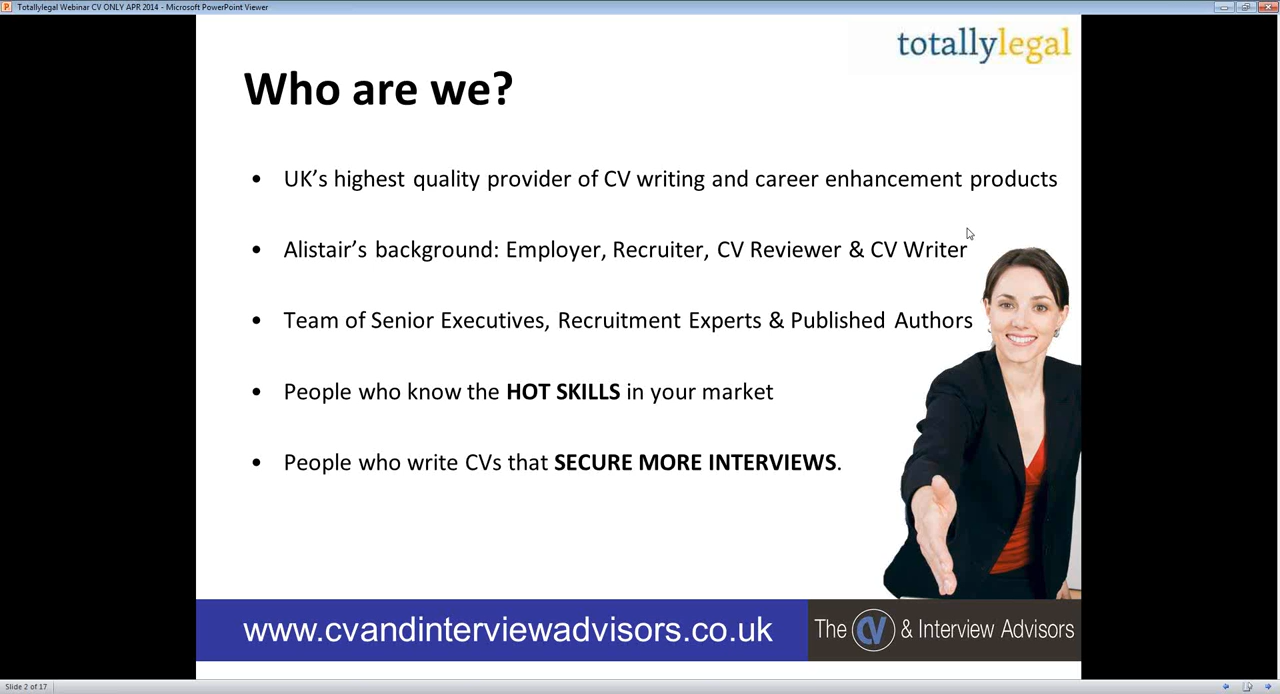 Totallylegal Webinar CV ONLY APR 2014 - Microsoft PowerPoint Viewer
totallylegal
Who are we?
• UK’s highest quality provider of CV writing and career enhancement products
• Alistair’s background: Employer, Recruiter, CV Reviewer & CV Writer
• Team of Senior Executives, Recruitment Experts & Published Authors
• People who know the HOT SKILLS in your market
• People who write CVs that SECURE MORE INTERVIEWS.
www.cvandinterviewadvisors.co.uk
The CV & Interview Advisors
Slide 2 of 17